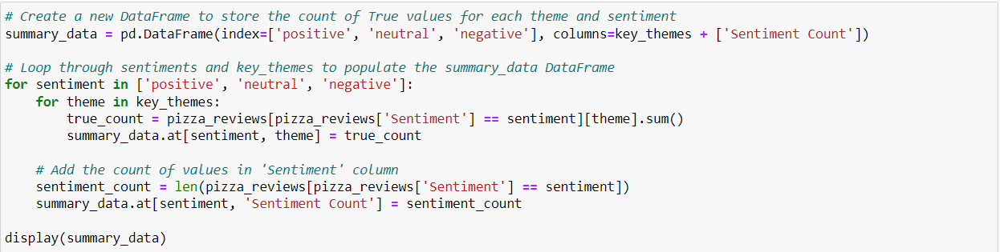 # Create a new DataFrame to store the count of True values for each theme and sentiment
summary_data = pd.DataFrame(index=['positive', 'neutral', 'negative'], columns=key_themes + ['Sentiment Count'])
# Loop through sentiments and key_themes to populate the summary_data DataFrame
for sentiment in ['positive', 'neutral', 'negative']:
    for theme in key_themes:
        true_count = pizza_reviews[pizza_reviews['Sentiment'] == sentiment][theme].sum()
        summary_data.at[sentiment, theme] = true_count
    # Add the count of values in 'Sentiment' column
    sentiment_count = len(pizza_reviews[pizza_reviews['Sentiment'] == sentiment])
    summary_data.at[sentiment, 'Sentiment Count'] = sentiment_count
display(summary_data)